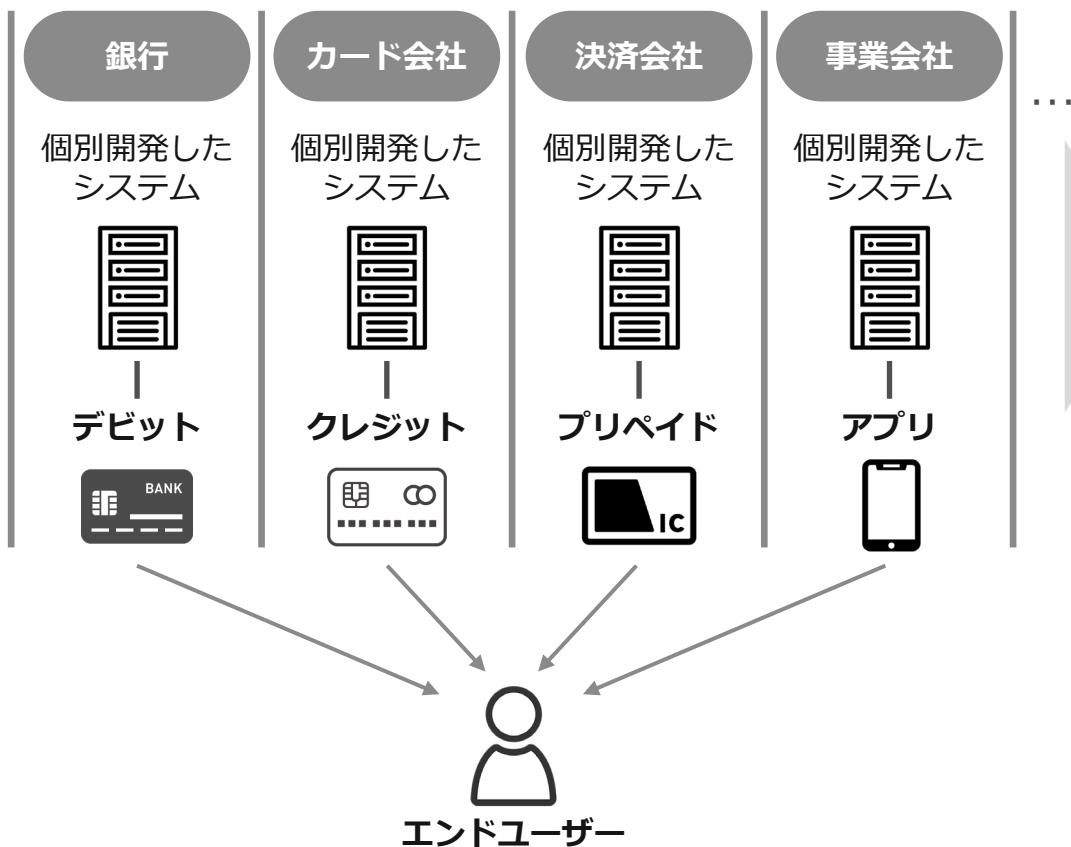 銀行
カード会社
決済会社
事業会社
…
個別開発した
システム
個別開発した
システム
個別開発した
システム
個別開発した
システム
デビット
クレジット
プリペイド
アプリ
BANK
IC
エンドユーザー